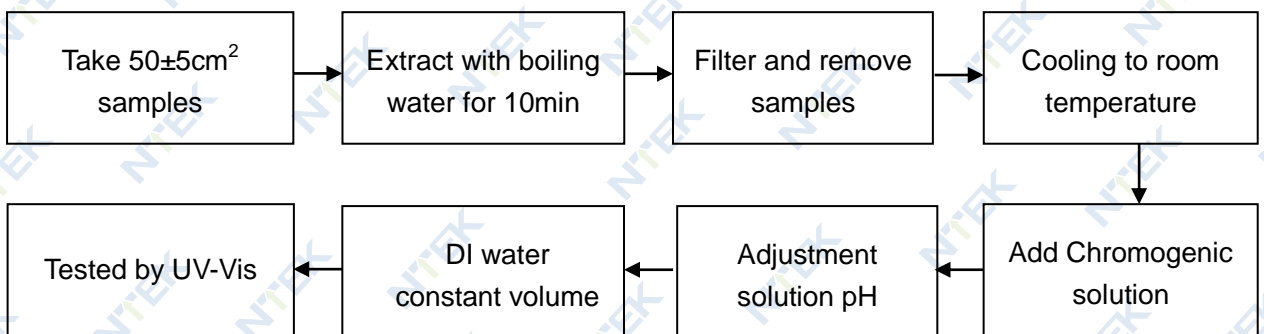 Take 50±5cm²
samples
Extract with boiling
water for 10min
Filter and remove
samples
Cooling to room
temperature
Add Chromogenic
solution
Adjustment
solution pH
DI water
constant volume
Tested by UV-Vis
NTEK